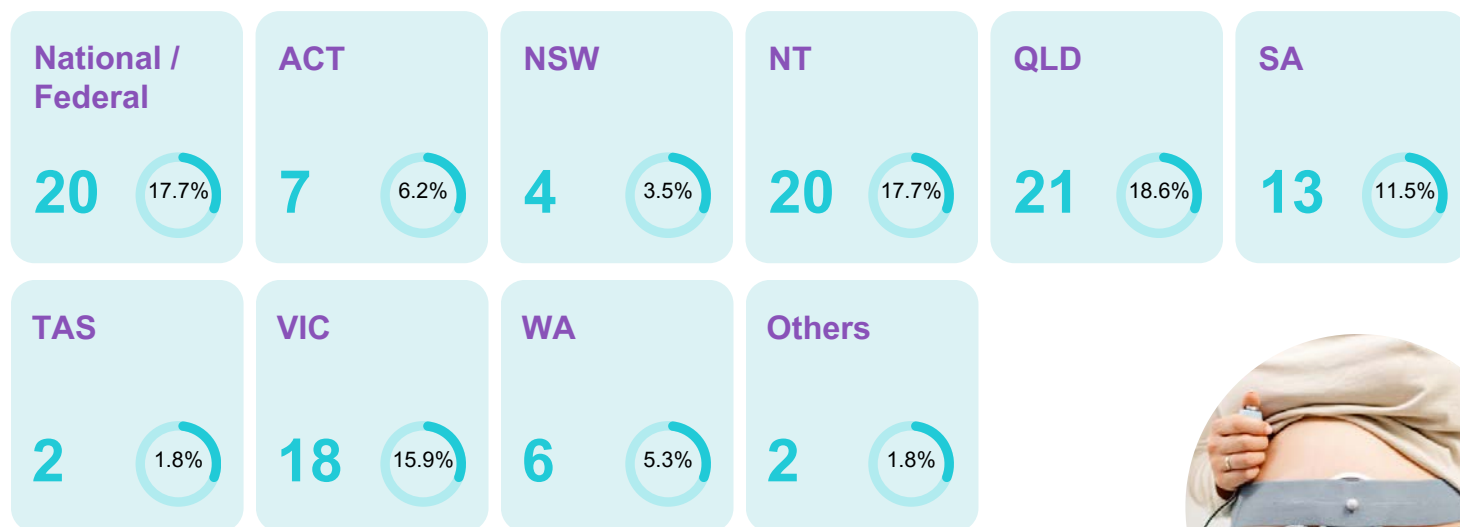 National /
Federal
20
17.7%
ACT
7
6.2%
NSW
4
3.5%
NT
20
17.7%
QLD
21
18.6%
SA
13
11.5%
TAS
2
1.8%
VIC
18
15.9%
WA
6
5.3%
Others
2
1.8%